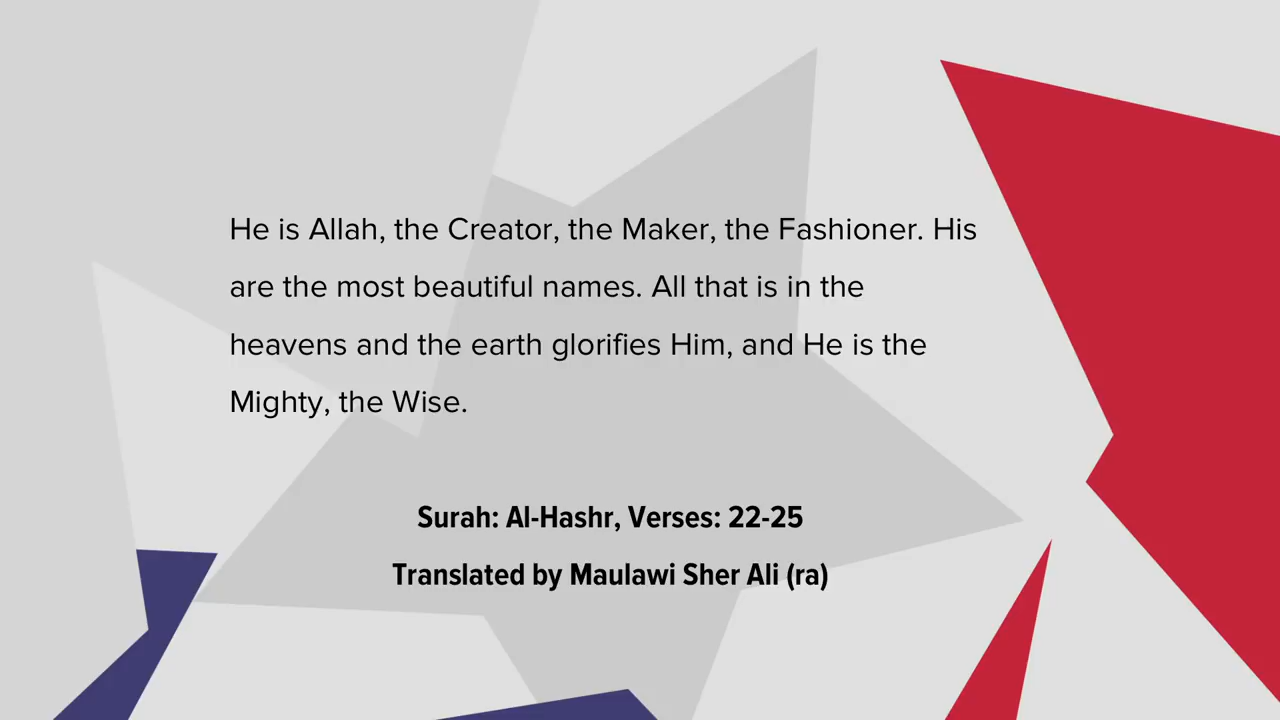 He is Allah, the Creator, the Maker, the Fashioner. His
are the most beautiful names. All that is in the
heavens and the earth glorifies Him, and He is the
Mighty, the Wise.
Surah: Al-Hashr, Verses: 22-25
Translated by Maulawi Sher Ali (ra)